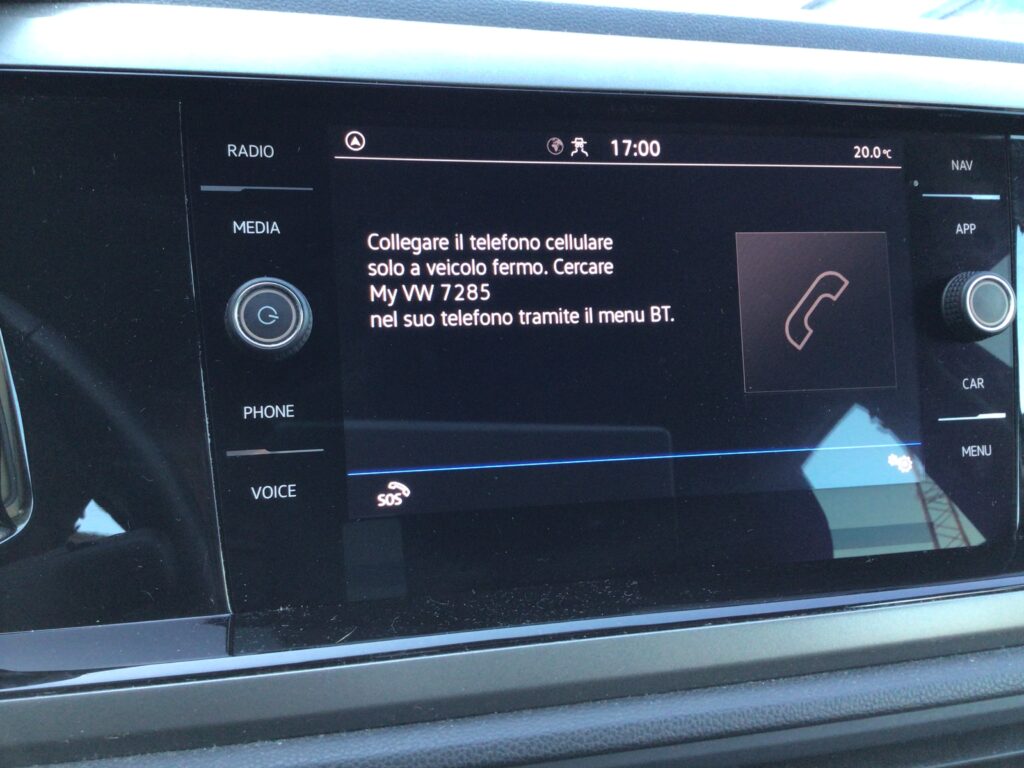 RADIO
MEDIA
PHONE
VOICE
17:00
20.0°C
Collegare il telefono cellulare
solo a veicolo fermo. Cercare
My VW 7285
nel suo telefono tramite il menu BT.
SOS
NAV
APP
CAR
MENU